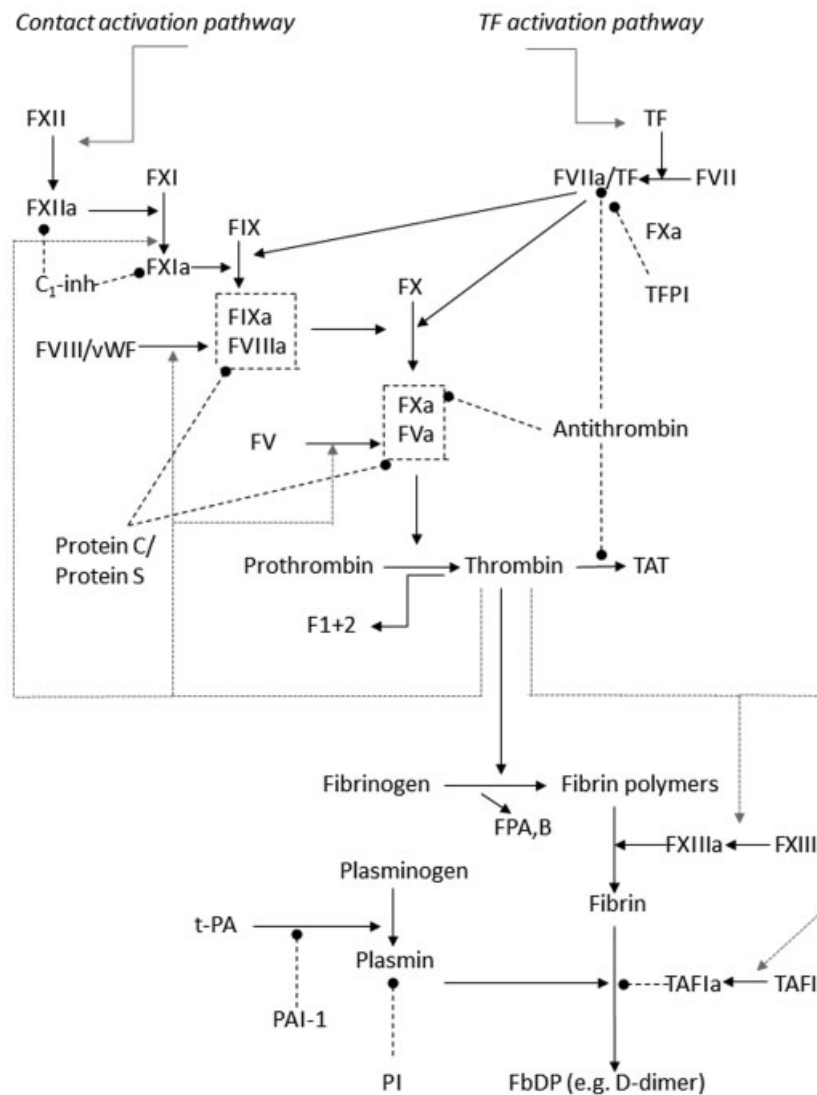 Contact activation pathway
TF activation pathway
FXII
TF
FXI
FVIIa/TF
FVII
FXIIa
FIX
FXa
C₁-inh
FXIa
FX
TFPI
FIXa
FVIII/vWF
FVIIIa
FXa
FV
FVa
Antithrombin
Protein C/
Protein S
Prothrombin
Thrombin
TAT
F1+2
Fibrinogen
Fibrin polymers
FPA,B
FXIIIa
FXIII
Plasminogen
Fibrin
t-PA
Plasmin
TAFIa
TAFI
PAI-1
PI
FbDP (e.g. D-dimer)